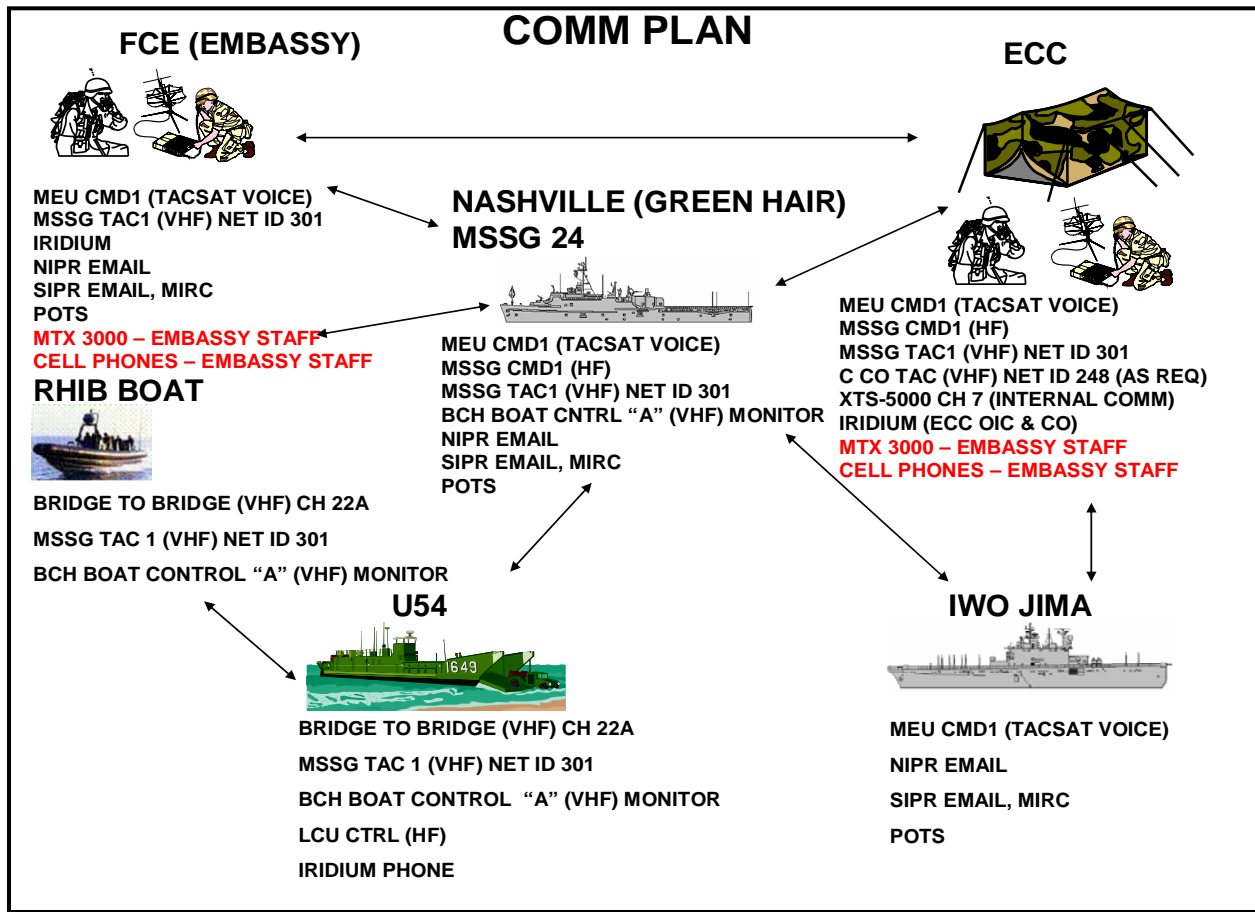 COMM PLAN
FCE (EMBASSY)
MEU CMD1 (TACSAT VOICE)
MSSG TAC1 (VHF) NET ID 301
IRIDIUM
NIPR EMAIL
SIPR EMAIL, MIRC
POTS
MTX 3000 – EMBASSY STAFF
CELL PHONES – EMBASSY STAFF
ECC
MEU CMD1 (TACSAT VOICE)
MSSG CMD1 (HF)
MSSG TAC1 (VHF) NET ID 301
C CO TAC (VHF) NET ID 248 (AS REQ)
XTS-5000 CH 7 (INTERNAL COMM)
IRIDIUM (ECC OIC & CO)
MTX 3000 – EMBASSY STAFF
CELL PHONES – EMBASSY STAFF
NASHVILLE (GREEN HAIR)
MSSG 24
MEU CMD1 (TACSAT VOICE)
MSSG CMD1 (HF)
MSSG TAC1 (VHF) NET ID 301
BCH BOAT CNTRL “A” (VHF) MONITOR
NIPR EMAIL
SIPR EMAIL, MIRC
POTS
RHIB BOAT
BRIDGE TO BRIDGE (VHF) CH 22A
MSSG TAC 1 (VHF) NET ID 301
BCH BOAT CONTROL “A” (VHF) MONITOR
U54
1649
BRIDGE TO BRIDGE (VHF) CH 22A
MSSG TAC 1 (VHF) NET ID 301
BCH BOAT CONTROL “A” (VHF) MONITOR
LCU CTRL (HF)
IRIDIUM PHONE
IWO JIMA
MEU CMD1 (TACSAT VOICE)
NIPR EMAIL
SIPR EMAIL, MIRC
POTS